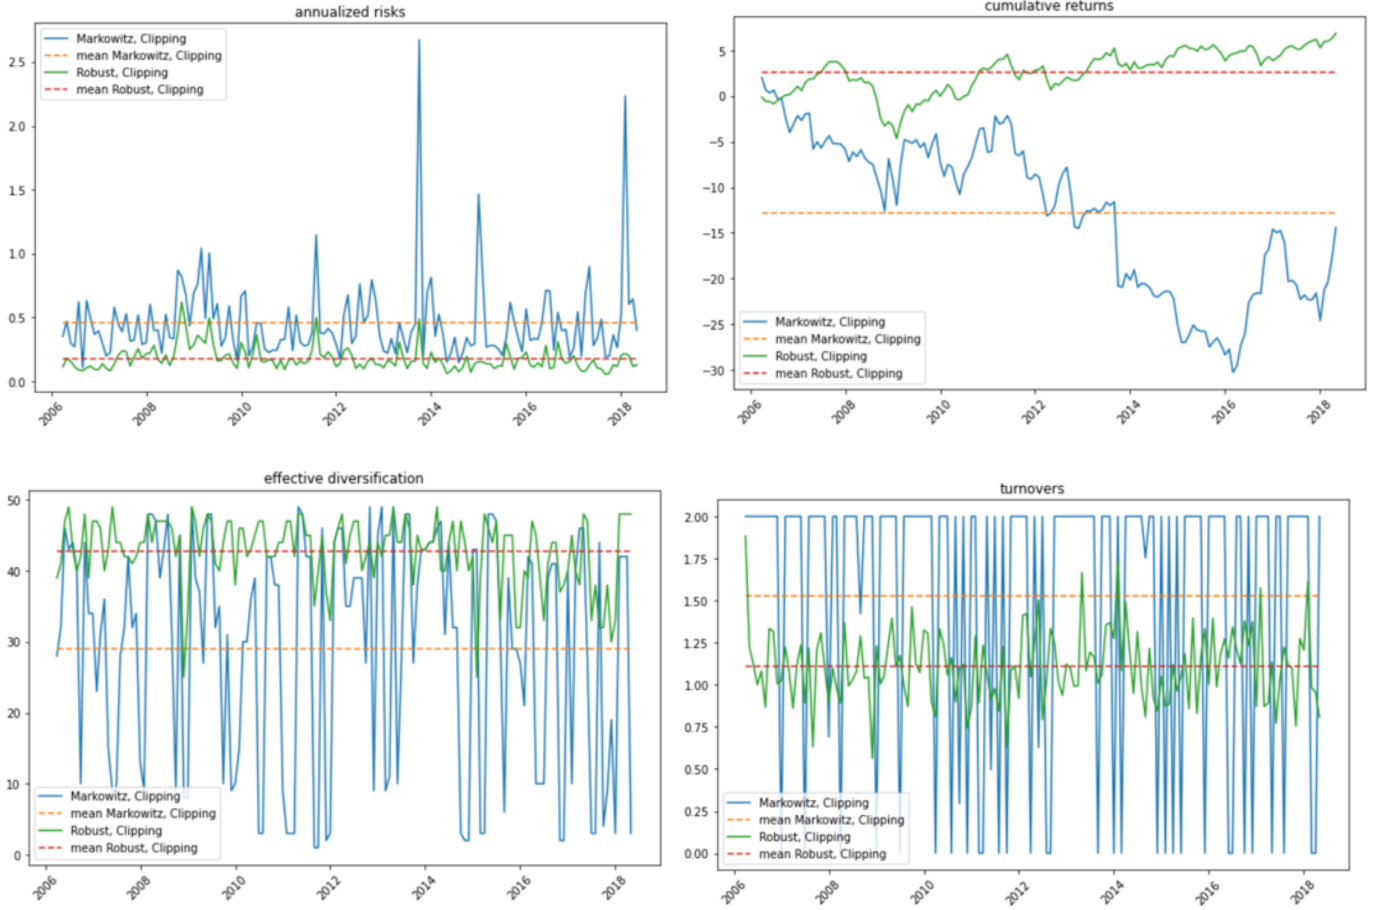 annualized risks
Markowitz, Clipping
mean Markowitz, Clipping
Robust, Clipping
mean Robust, Clipping
2.5
2.0
1.5
1.0
0.5
0.0
2006
2008
2010
2012
2014
2016
2018
cumulative returns
5
0
−5
−10
−15
−20
−25
−30
Markowitz, Clipping
mean Markowitz, Clipping
Robust, Clipping
mean Robust, Clipping
2006
2008
2010
2012
2014
2016
2018
effective diversification
50
40
30
20
10
0
Markowitz, Clipping
mean Markowitz, Clipping
Robust, Clipping
mean Robust, Clipping
2006
2008
2010
2012
2014
2016
2018
turnovers
2.00
1.75
1.50
1.25
1.00
0.75
0.50
0.25
0.00
Markowitz, Clipping
mean Markowitz, Clipping
Robust, Clipping
mean Robust, Clipping
2006
2008
2010
2012
2014
2016
2018